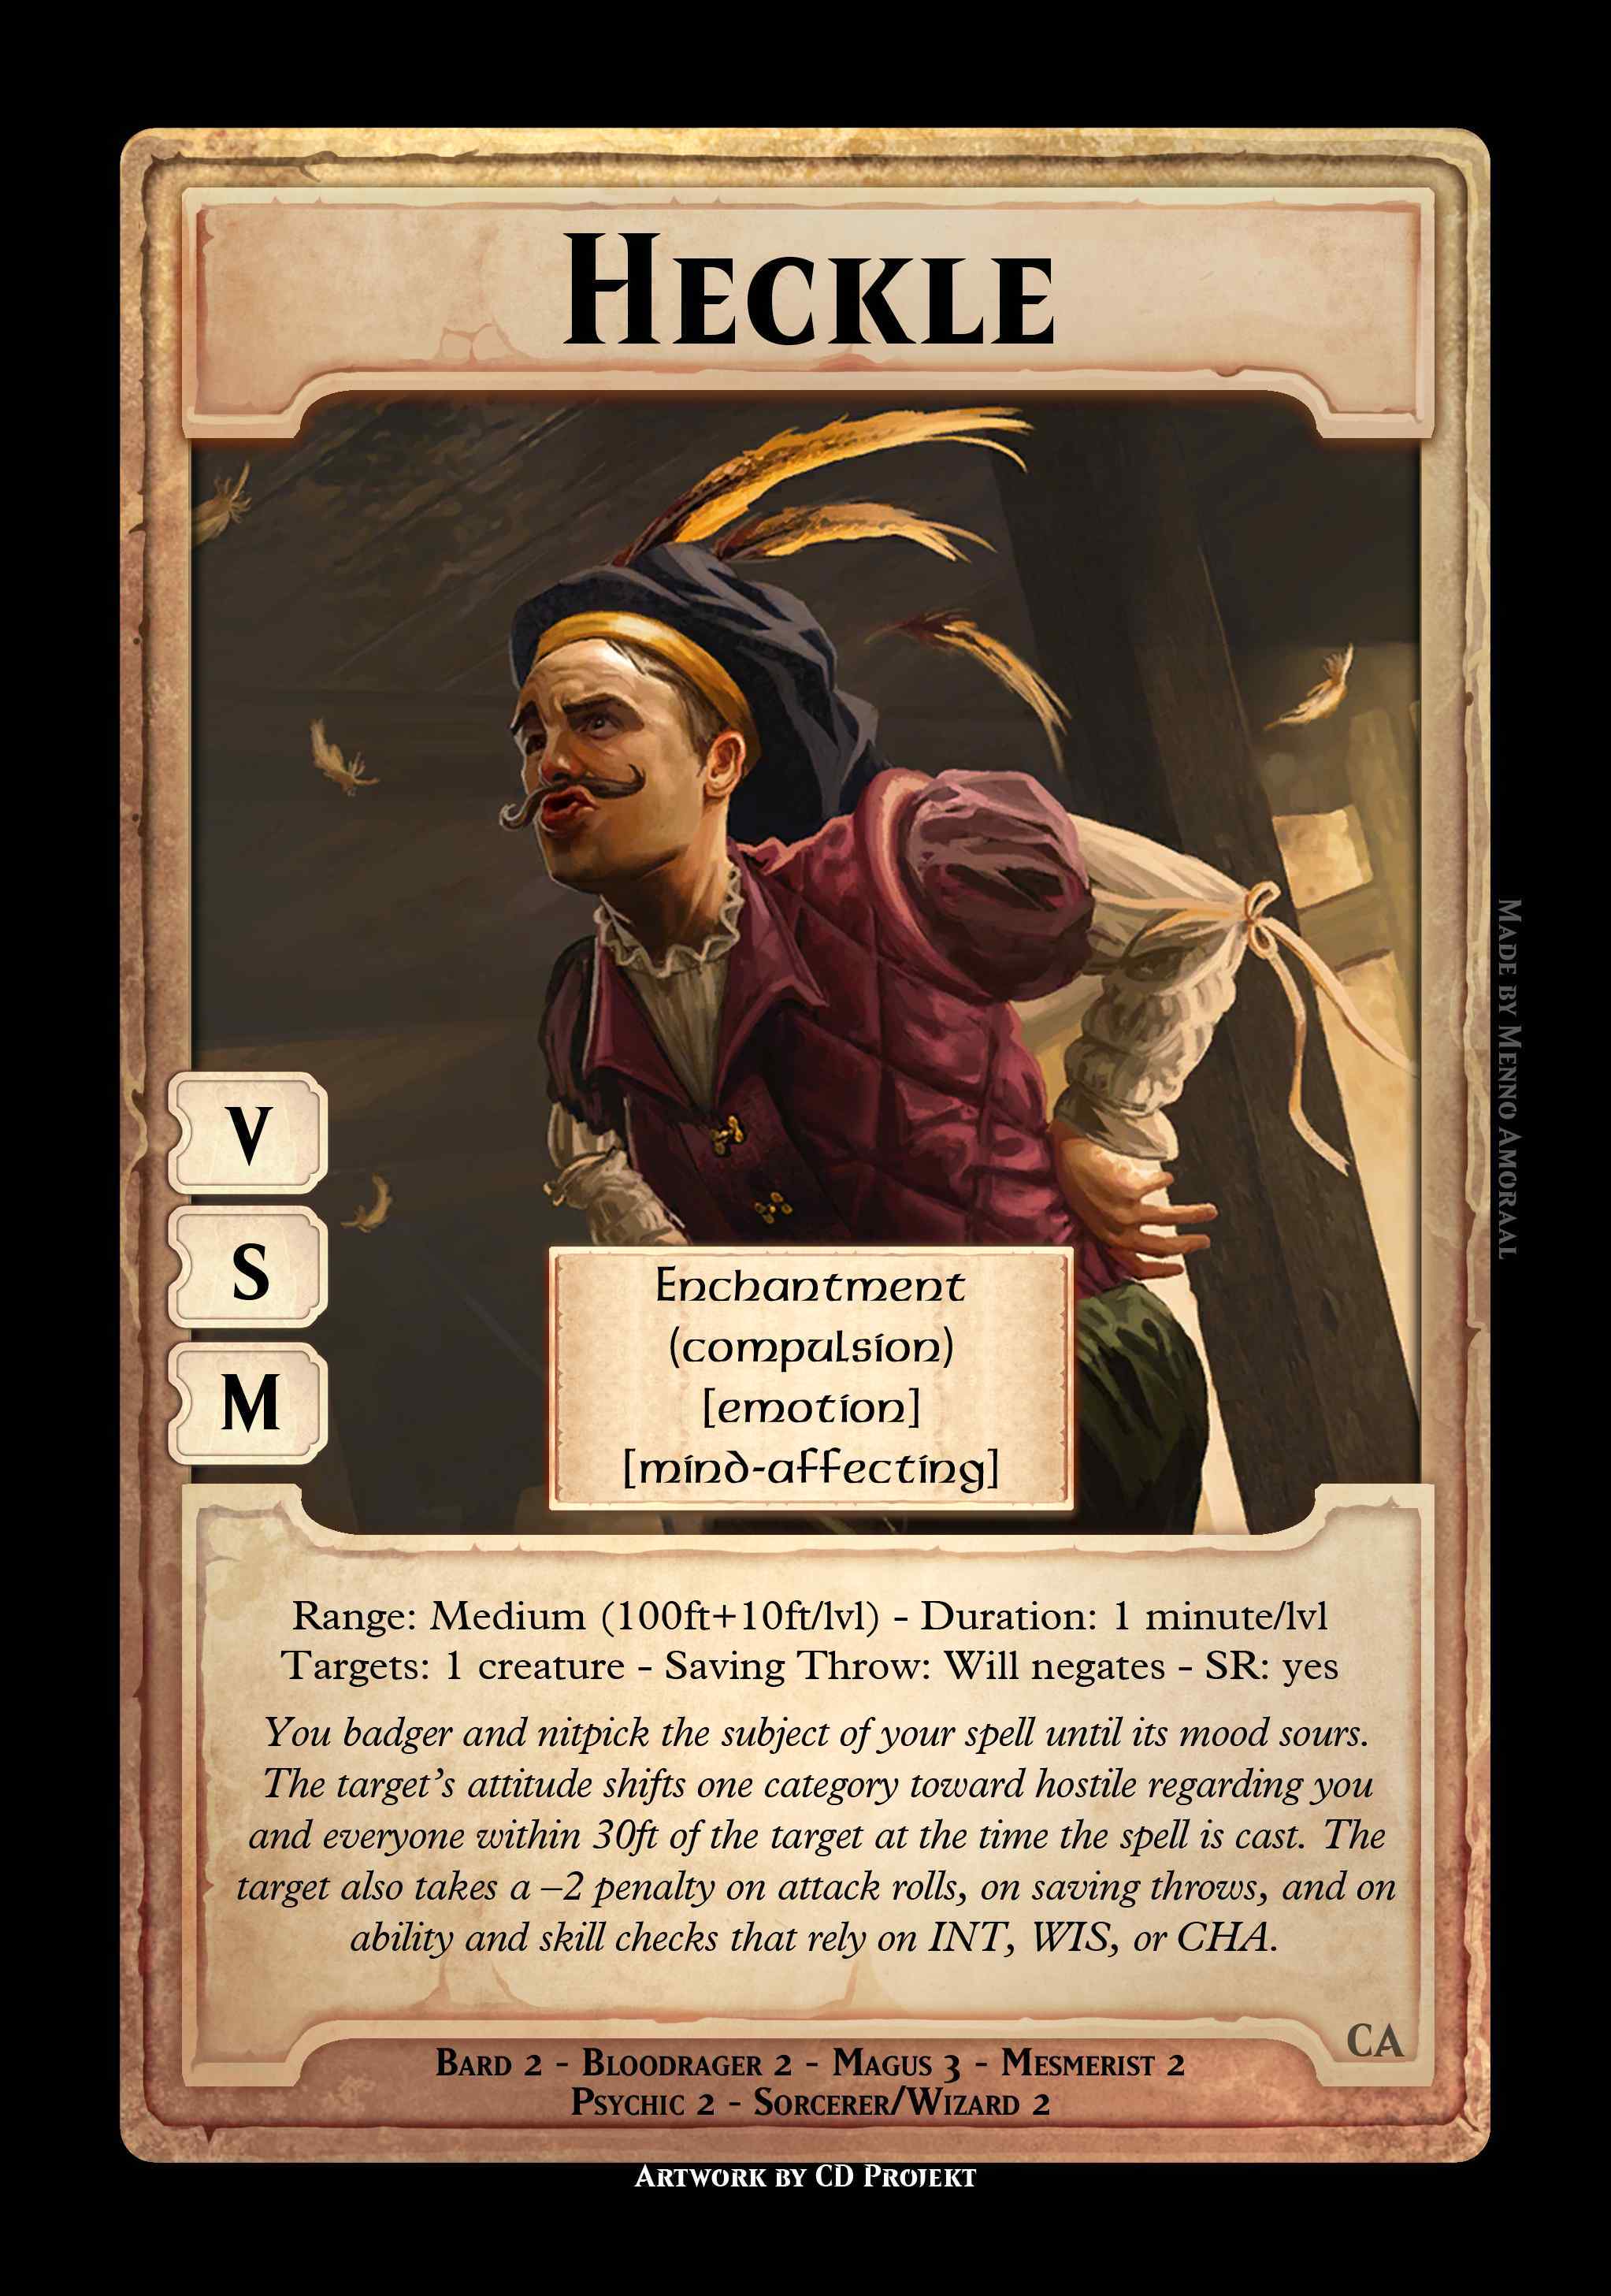 Heckle
Made by Menno Amoraal
V
S
M
Enchantment
(compulsion)
[emotion]
[mind-affecting]
Range: Medium (100ft+10ft/lvl) - Duration: 1 minute/lvl
Targets: 1 creature - Saving Throw: Will negates - SR: yes
You badger and nitpick the subject of your spell until its mood sours.
The target’s attitude shifts one category toward hostile regarding you
and everyone within 30ft of the target at the time the spell is cast. The
target also takes a –2 penalty on attack rolls, on saving throws, and on
ability and skill checks that rely on INT, WIS, or CHA.
CA
Bard 2 - Bloodrager 2 - Magus 3 - Mesmerist 2
Psychic 2 - Sorcerer/Wizard 2
Artwork by CD Projekt